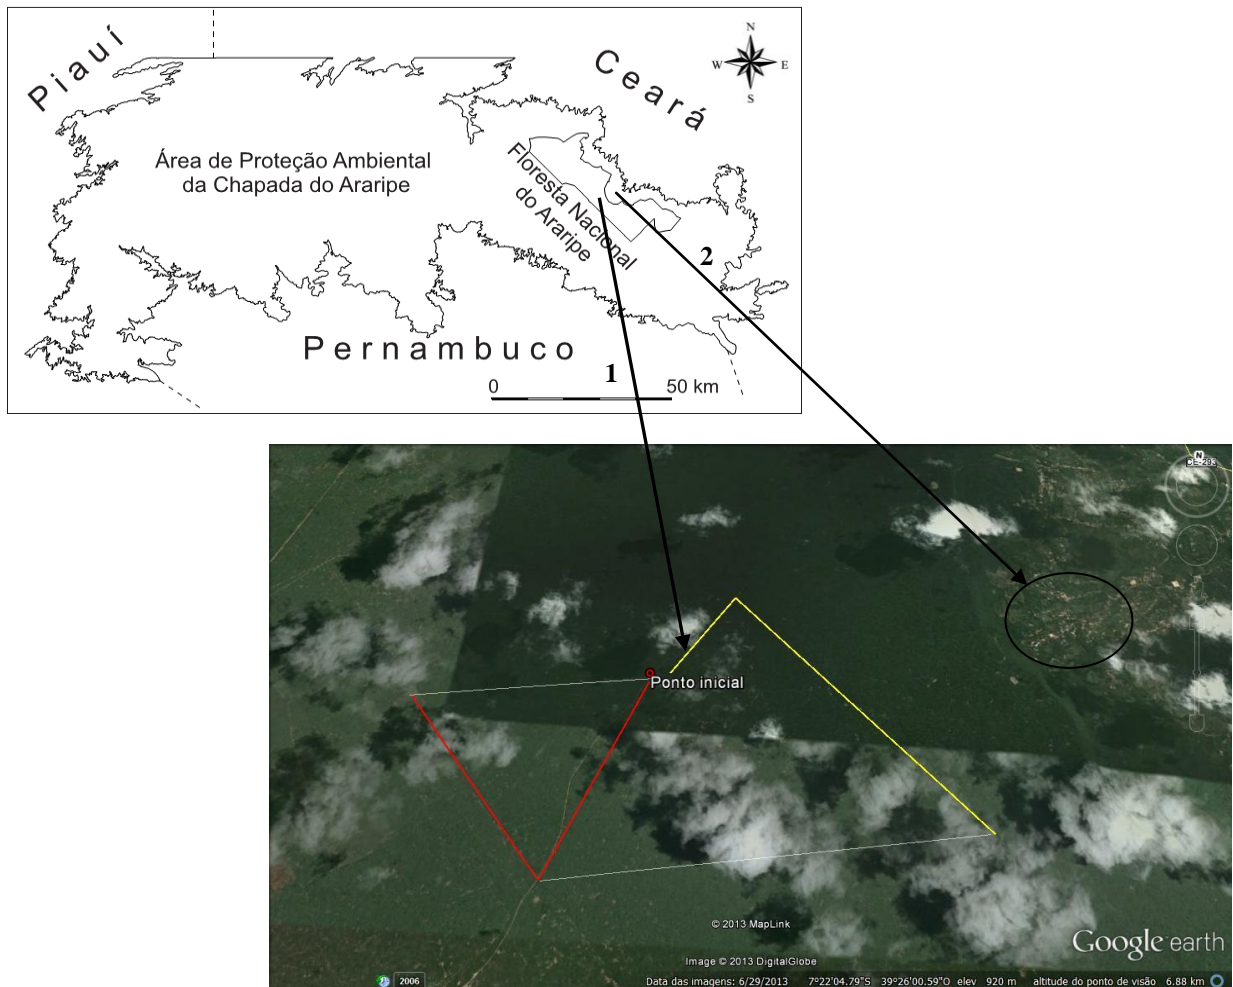 Piauí
Ceará
N
W
E
S
Área de Proteção Ambiental
da Chapada do Araripe
Floresta Nacional
do Araripe
2
Pernambuco
1
0
50 km
N
Ponto inicial
© 2013 MapLink
Google earth
Image © 2013 DigitalGlobe
2006
Data das imagens: 6/29/2013 7°22'04.79"S 39°26'00.59"O elev 920 m altitude do ponto de visão 6.88 km